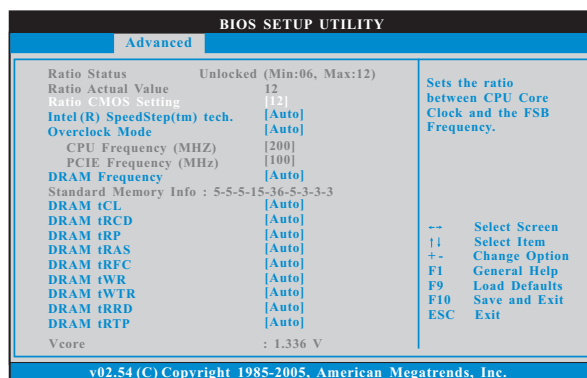 BIOS SETUP UTILITY
Advanced
Ratio Status Unlocked (Min:06, Max:12)
Ratio Actual Value 12
Ratio CMOS Setting [12]
Intel (R) SpeedStep(tm) tech. [Auto]
Overclock Mode [Auto]
CPU Frequency (MHZ) [200]
PCIE Frequency (MHz) [100]
DRAM Frequency [Auto]
Standard Memory Info : 5-5-5-15-36-5-3-3-3
DRAM tCL [Auto]
DRAM tRCD [Auto]
DRAM tRP [Auto]
DRAM tRAS [Auto]
DRAM tRFC [Auto]
DRAM tWR [Auto]
DRAM tWTR [Auto]
DRAM tRRD [Auto]
DRAM tRTP [Auto]
Vcore : 1.336 V
Sets the ratio
between CPU Core
Clock and the FSB
Frequency.
↔ Select Screen
↑↓ Select Item
+ - Change Option
F1 General Help
F9 Load Defaults
F10 Save and Exit
ESC Exit
v02.54 (C) Copyright 1985-2005, American Megatrends, Inc.